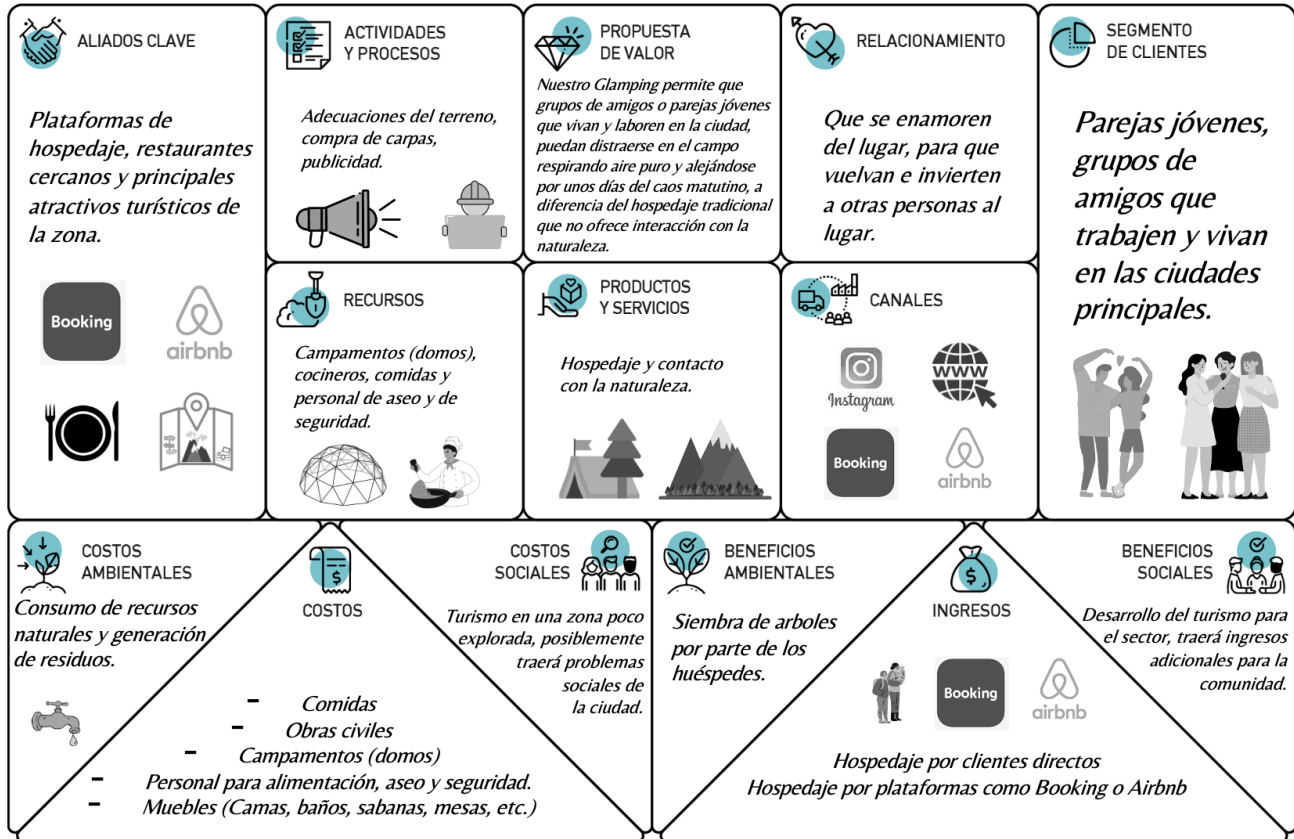 ALIADOS CLAVE
Plataformas de
hospedaje, restaurantes
cercanos y principales
atractivos turísticos de
la zona.
Booking
airbnb
ACTIVIDADES
Y PROCESOS
Adecuaciones del terreno,
compra de carpas,
publicidad.
RECURSOS
Campamentos (domos),
cocineros, comidas y
personal de aseo y de
seguridad.
PROPUESTA
DE VALOR
Nuestro Glamping permite que
grupos de amigos o parejas jóvenes
que vivan y laboren en la ciudad,
puedan distraerse en el campo
respirando aire puro y alejándose
por unos días del caos matutino, a
diferencia del hospedaje tradicional
que no ofrece interacción con la
naturaleza.
PRODUCTOS
Y SERVICIOS
Hospedaje y contacto
con la naturaleza.
RELACIONAMIENTO
Que se enamoren
del lugar, para que
vuelvan e invierten
a otras personas al
lugar.
CANALES
Instagram
WWW
Booking
airbnb
SEGMENTO
DE CLIENTES
Parejas jóvenes,
grupos de
amigos que
trabajen y vivan
en las ciudades
principales.
COSTOS
AMBIENTALES
Consumo de recursos
naturales y generación
de residuos.
$
COSTOS
- Comidas
- Obras civiles
- Campamentos (domos)
- Personal para alimentación, aseo y seguridad.
- Muebles (Camas, baños, sabanas, mesas, etc.)
COSTOS
SOCIALES
Turismo en una zona poco
explorada, posiblemente
traerá problemas
sociales de
la ciudad.
BENEFICIOS
AMBIENTALES
Siembra de arboles
por parte de los
huéspedes.
$
INGRESOS
Booking
airbnb
Hospedaje por clientes directos
Hospedaje por plataformas como Booking o Airbnb
BENEFICIOS
SOCIALES
Desarrollo del turismo para
el sector, traerá ingresos
adicionales para la
comunidad.